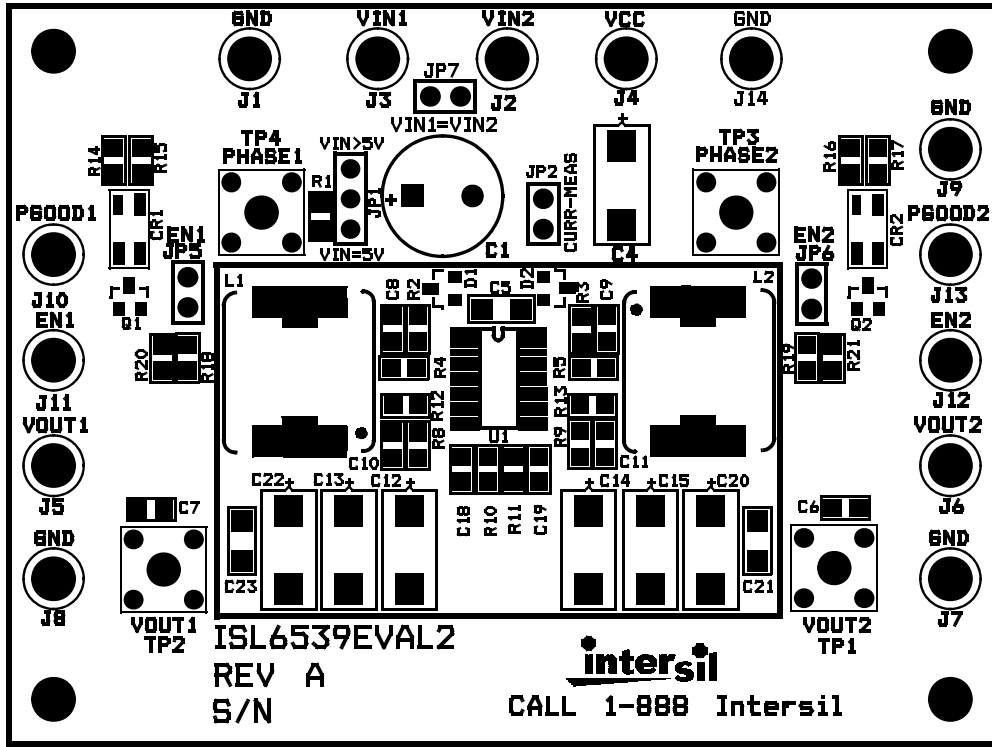 GND VIN1 VIN2 VCC GND
J1 J3 J2 J4 J14
JP7
VIN1=VIN2
GND
J9
R14 R15
TP4
PHASE1
VIN>5V
R1
JP1
VIN=5V
+
C1
JP2
CURR-MEAS
+
C4
TP3
PHASE2
R16 R17
PGOOD1
CR1
EN1
JP5
J10
Q1
PGOOD2
CR2
EN2
JP6
J13
Q2
L1 C8 R2 D1 C5 D2 R3 C9 L2
EN1
J11
R20 R18
R4 R5
R19 R21
EN2
J12
R12 R13
VOUT1
J5
R8 U1 R9
C10 C11
VOUT2
J6
C22 + C13 + C12 +
+ C14 + C15 + C20
C7
C18 R10 R11 C19
C6
GND
J8
C23 C21
GND
J7
VOUT1
TP2
VOUT2
TP1
ISL6539EVAL2
REV A
S/N
intersil
CALL 1-888 Intersil